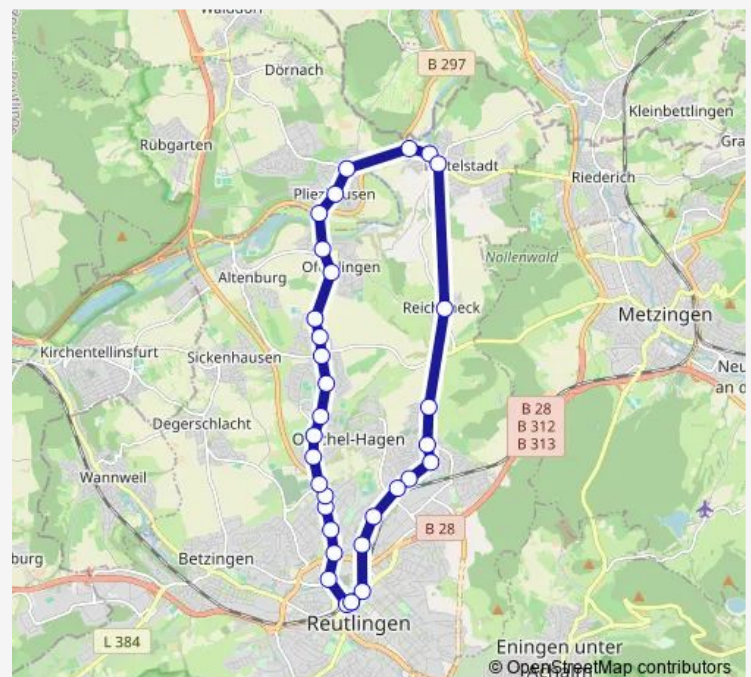 Dörnach
B 297
Kleinbettlingen
Rübgarten
Riederich
Nollenwald
Altenburg
Metzingen
Kirchentellinsfurt
Sickenhausen
B 28
B 312
B 313
Degerschlacht
Wannweil
B 28
Betzingen
Reutlingen
L 384
Eningen unter
© OpenStreetMap contributors